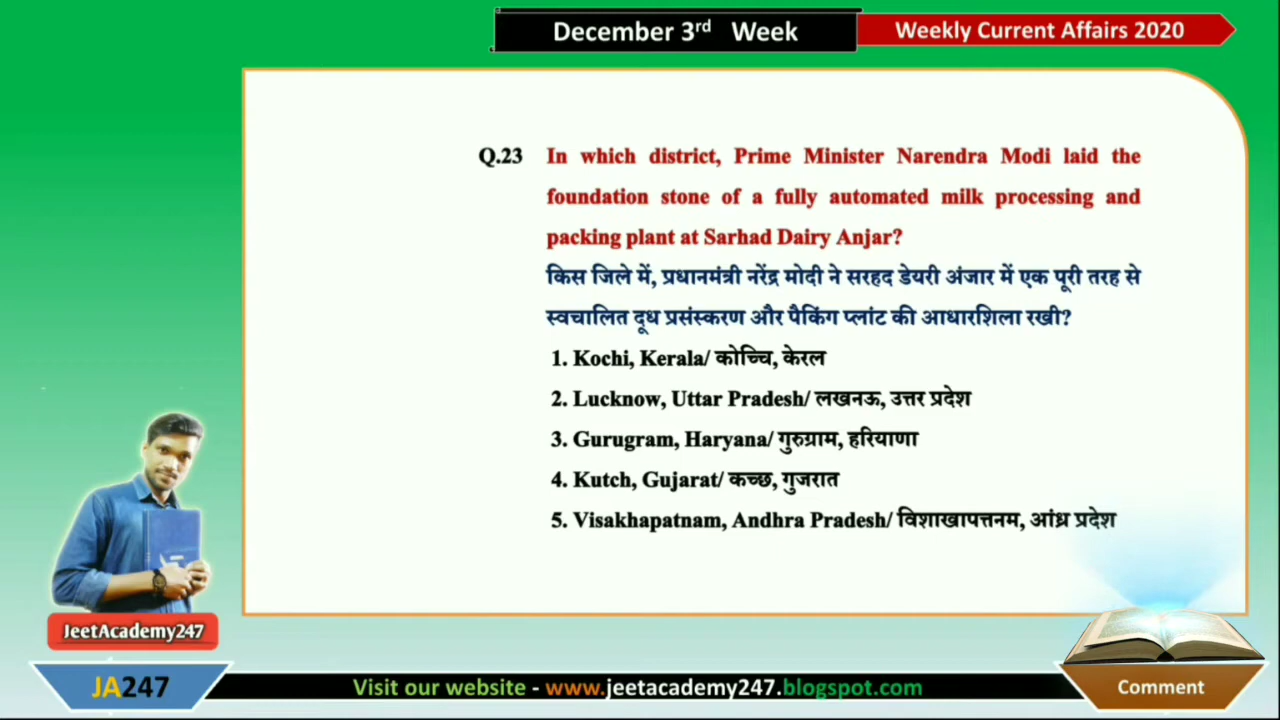 December 3rd Week
Weekly Current Affairs 2020
Q.23 In which district, Prime Minister Narendra Modi laid the
foundation stone of a fully automated milk processing and
packing plant at Sarhad Dairy Anjar?
किस जिले में, प्रधानमंत्री नरेंद्र मोदी ने सरहद डेयरी अंजार में एक पूरी तरह से
स्वचालित दूध प्रसंस्करण और पैकिंग प्लांट की आधारशिला रखी?
1. Kochi, Kerala/ कोच्चि, केरल
2. Lucknow, Uttar Pradesh/ लखनऊ, उत्तर प्रदेश
3. Gurugram, Haryana/ गुरुग्राम, हरियाणा
4. Kutch, Gujarat/ कच्छ, गुजरात
5. Visakhapatnam, Andhra Pradesh/ विशाखापत्तनम, आंध्र प्रदेश
JeetAcademy247
JA247
Visit our website - www.jeetacademy247.blogspot.com
Comment